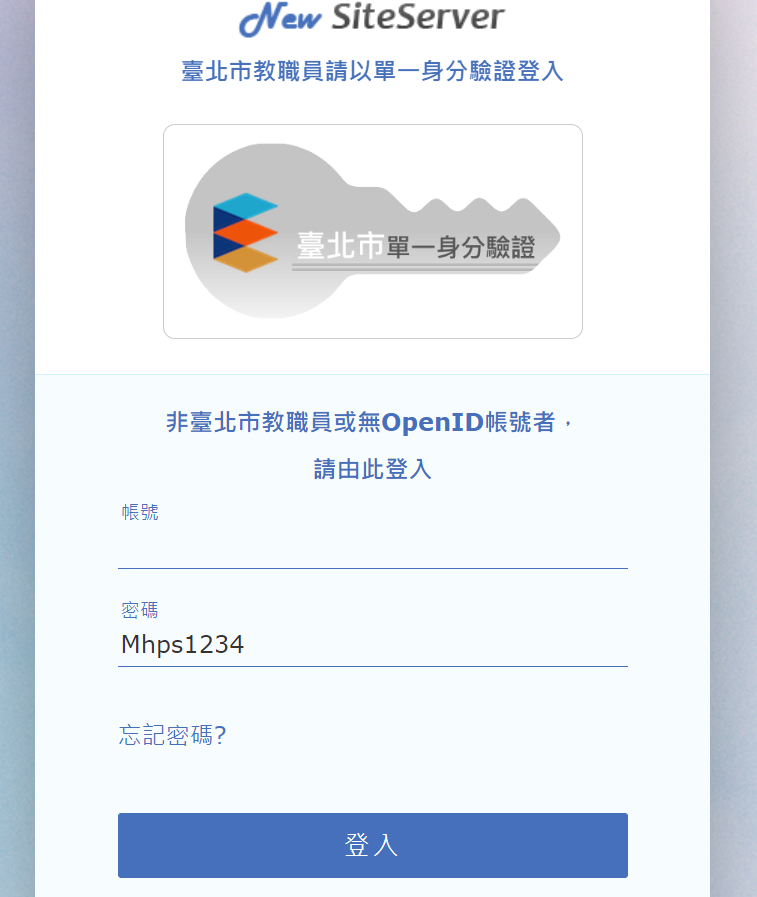 New SiteServer
臺北市教職員請以單一身分驗證登入
臺北市單一身分驗證
非臺北市教職員或無OpenID帳號者，
請由此登入
帳號
密碼
Mhps1234
忘記密碼?
登入